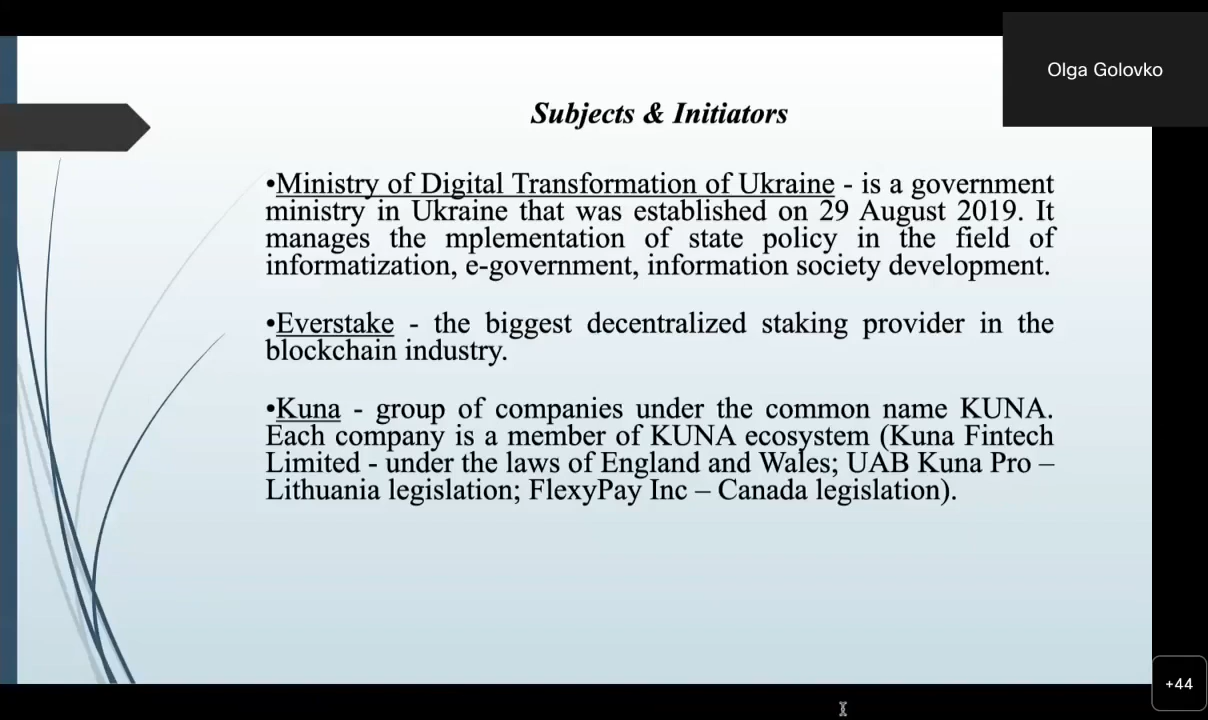 Olga Golovko
Subjects & Initiators
•Ministry of Digital Transformation of Ukraine - is a government
ministry in Ukraine that was established on 29 August 2019. It
manages the mplementation of state policy in the field of
informatization, e-government, information society development.
•Everstake - the biggest decentralized staking provider in the
blockchain industry.
•Kuna - group of companies under the common name KUNA.
Each company is a member of KUNA ecosystem (Kuna Fintech
Limited - under the laws of England and Wales; UAB Kuna Pro –
Lithuania legislation; FlexyPay Inc – Canada legislation).
+44